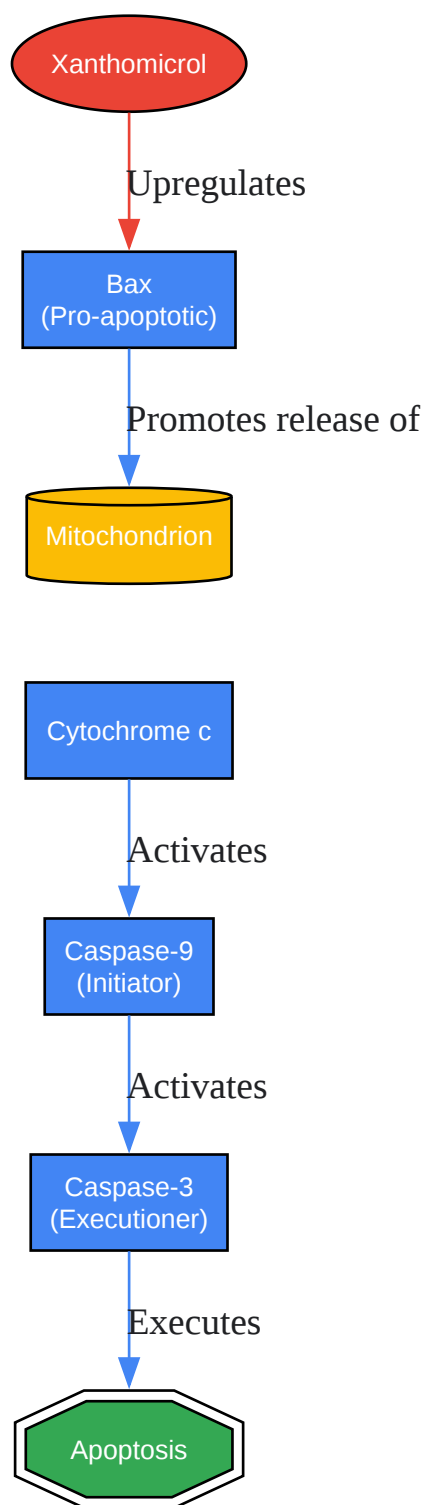 Xanthomicrol
Upregulates
Bax
(Pro-apoptotic)
Promotes release of
Mitochondrion
Cytochrome c
Activates
Caspase-9
(Initiator)
Activates
Caspase-3
(Executioner)
Executes
Apoptosis